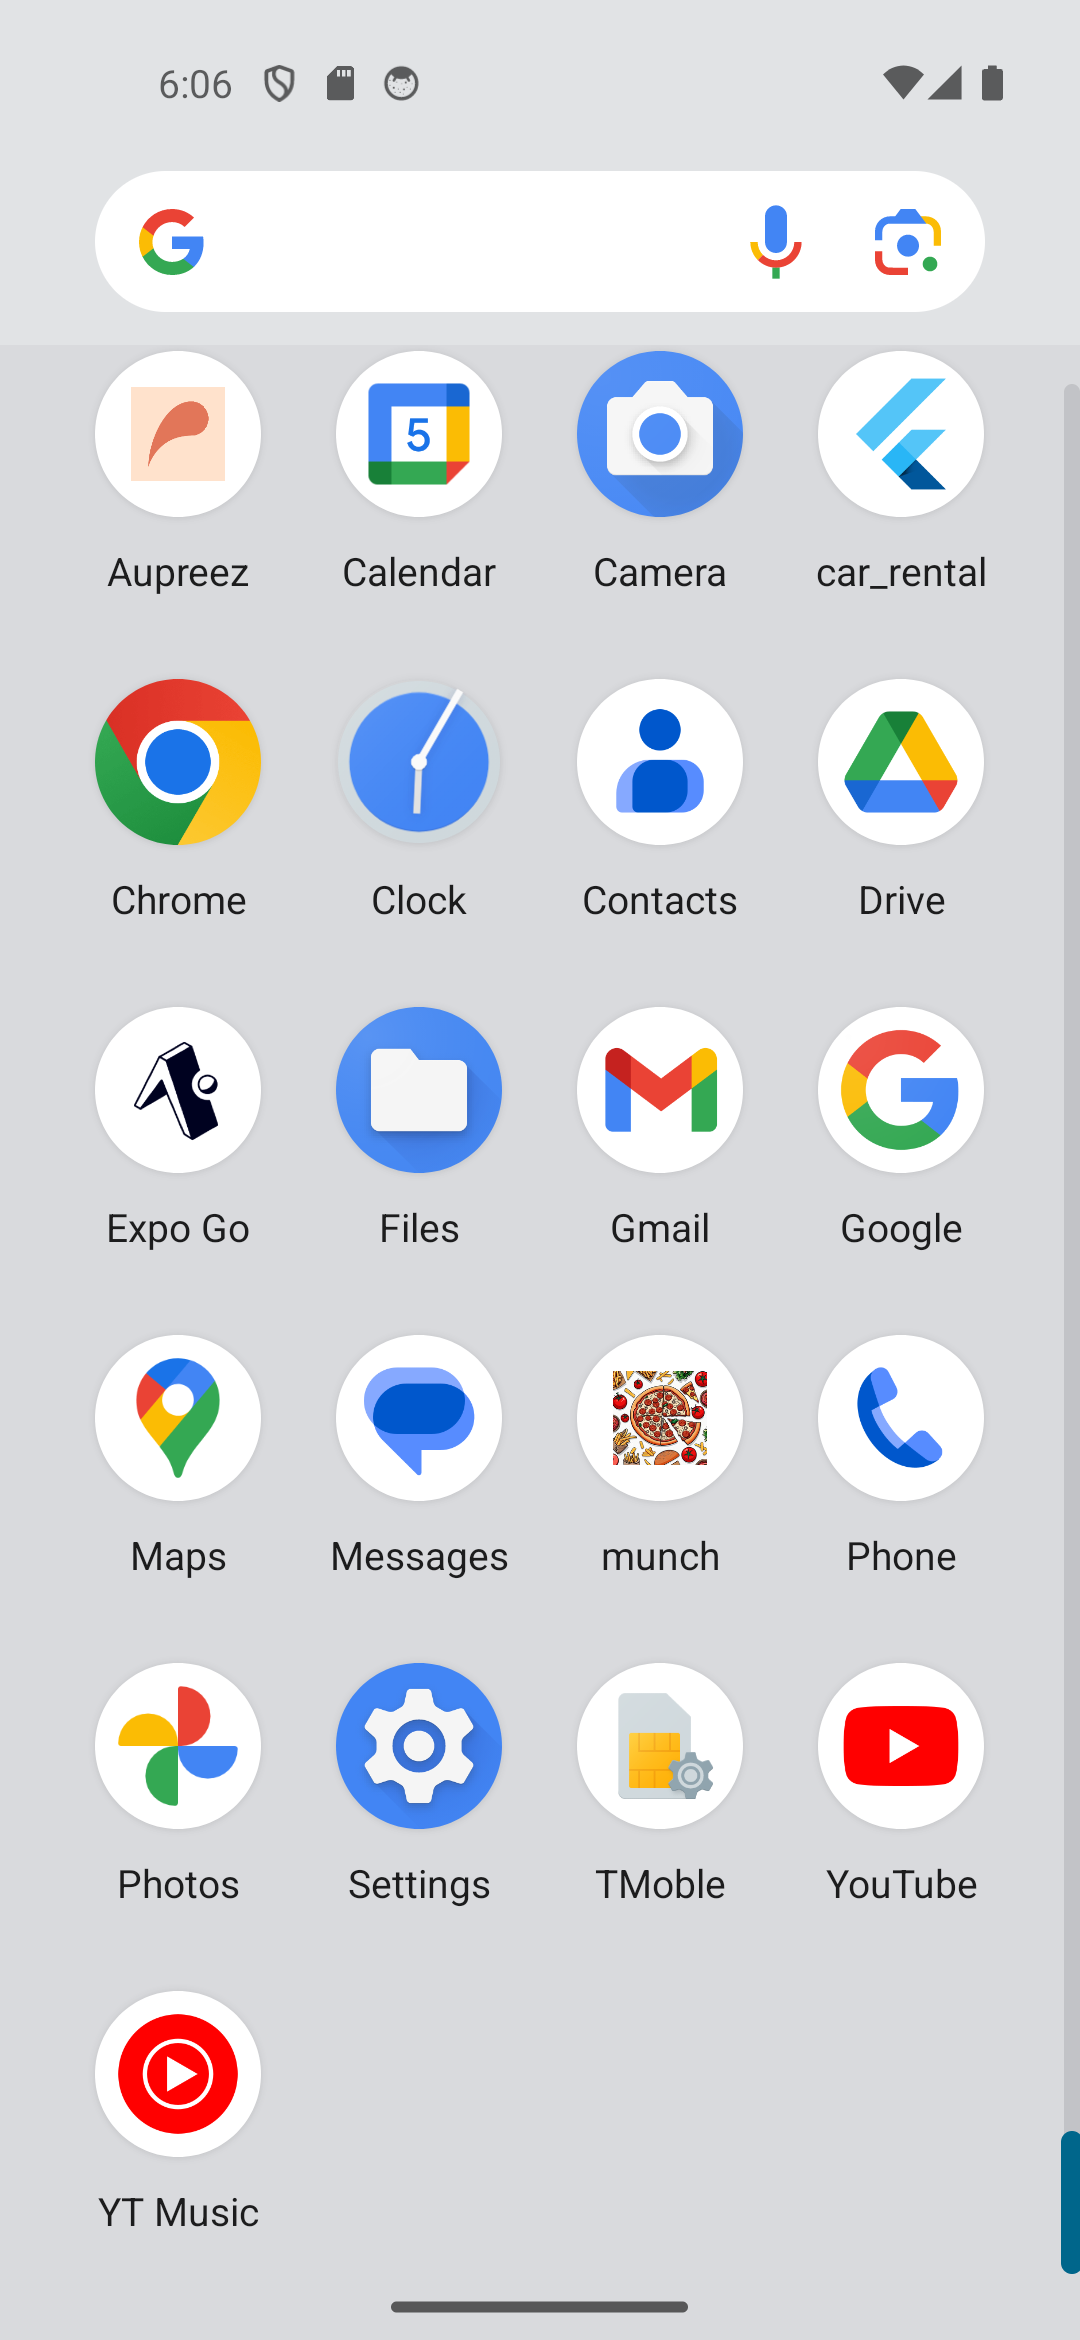 6:06
Aupreez Calendar Camera car_rental
5
Chrome Clock Contacts Drive
Expo Go Files Gmail Google
Maps Messages munch Phone
Photos Settings TMoble YouTube
YT Music